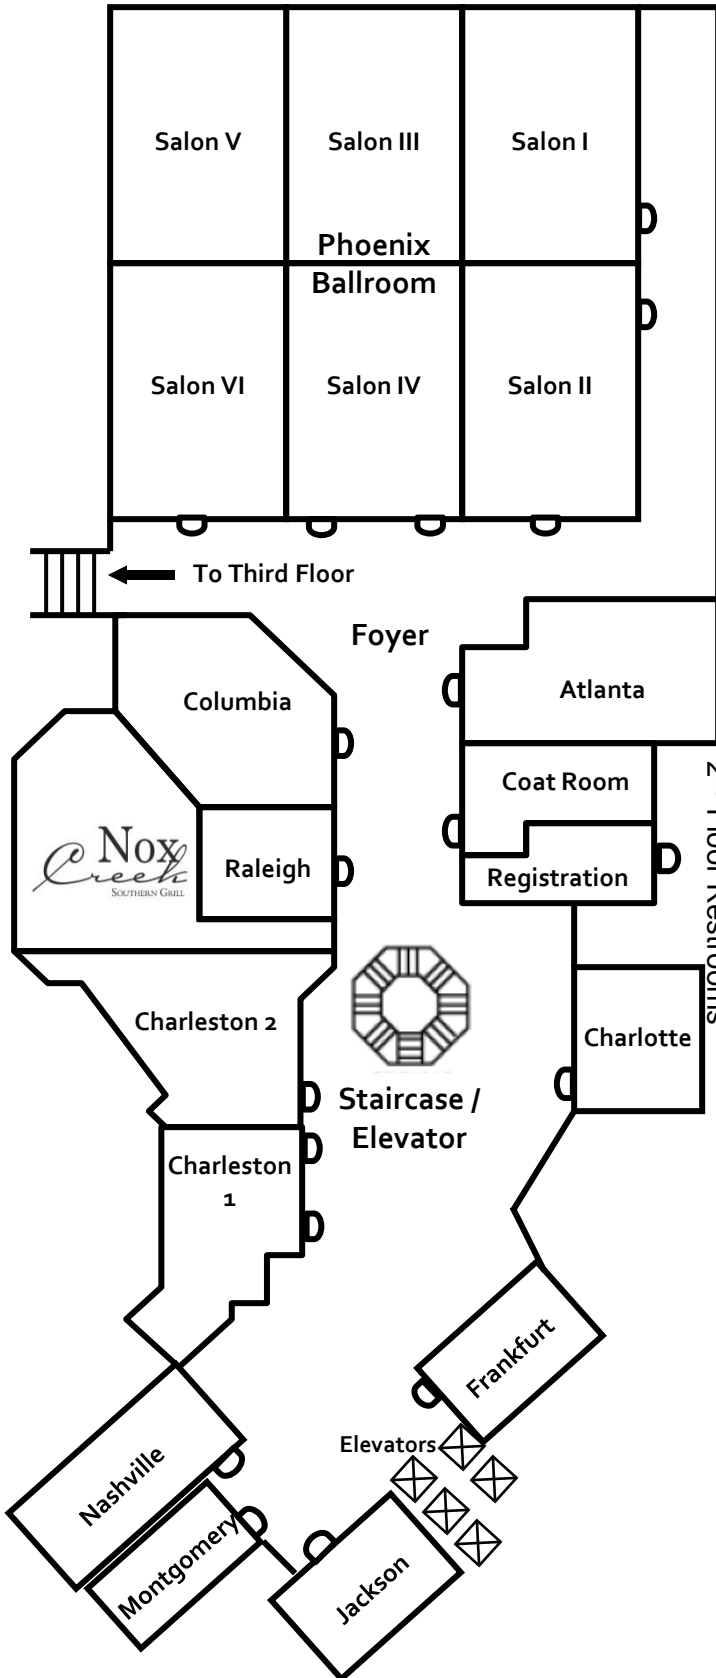 Salon V
Salon III
Salon I
Phoenix
Ballroom
Salon VI
Salon IV
Salon II
To Third Floor
Foyer
Columbia
Atlanta
Coat Room
Nox
Creek
SOUTHERN GRILL
Raleigh
Registration
Floor Restrooms
Charleston 2
Charlotte
Staircase /
Elevator
Charleston
1
Frankfurt
Elevators
Nashville
Montgomery
Jackson